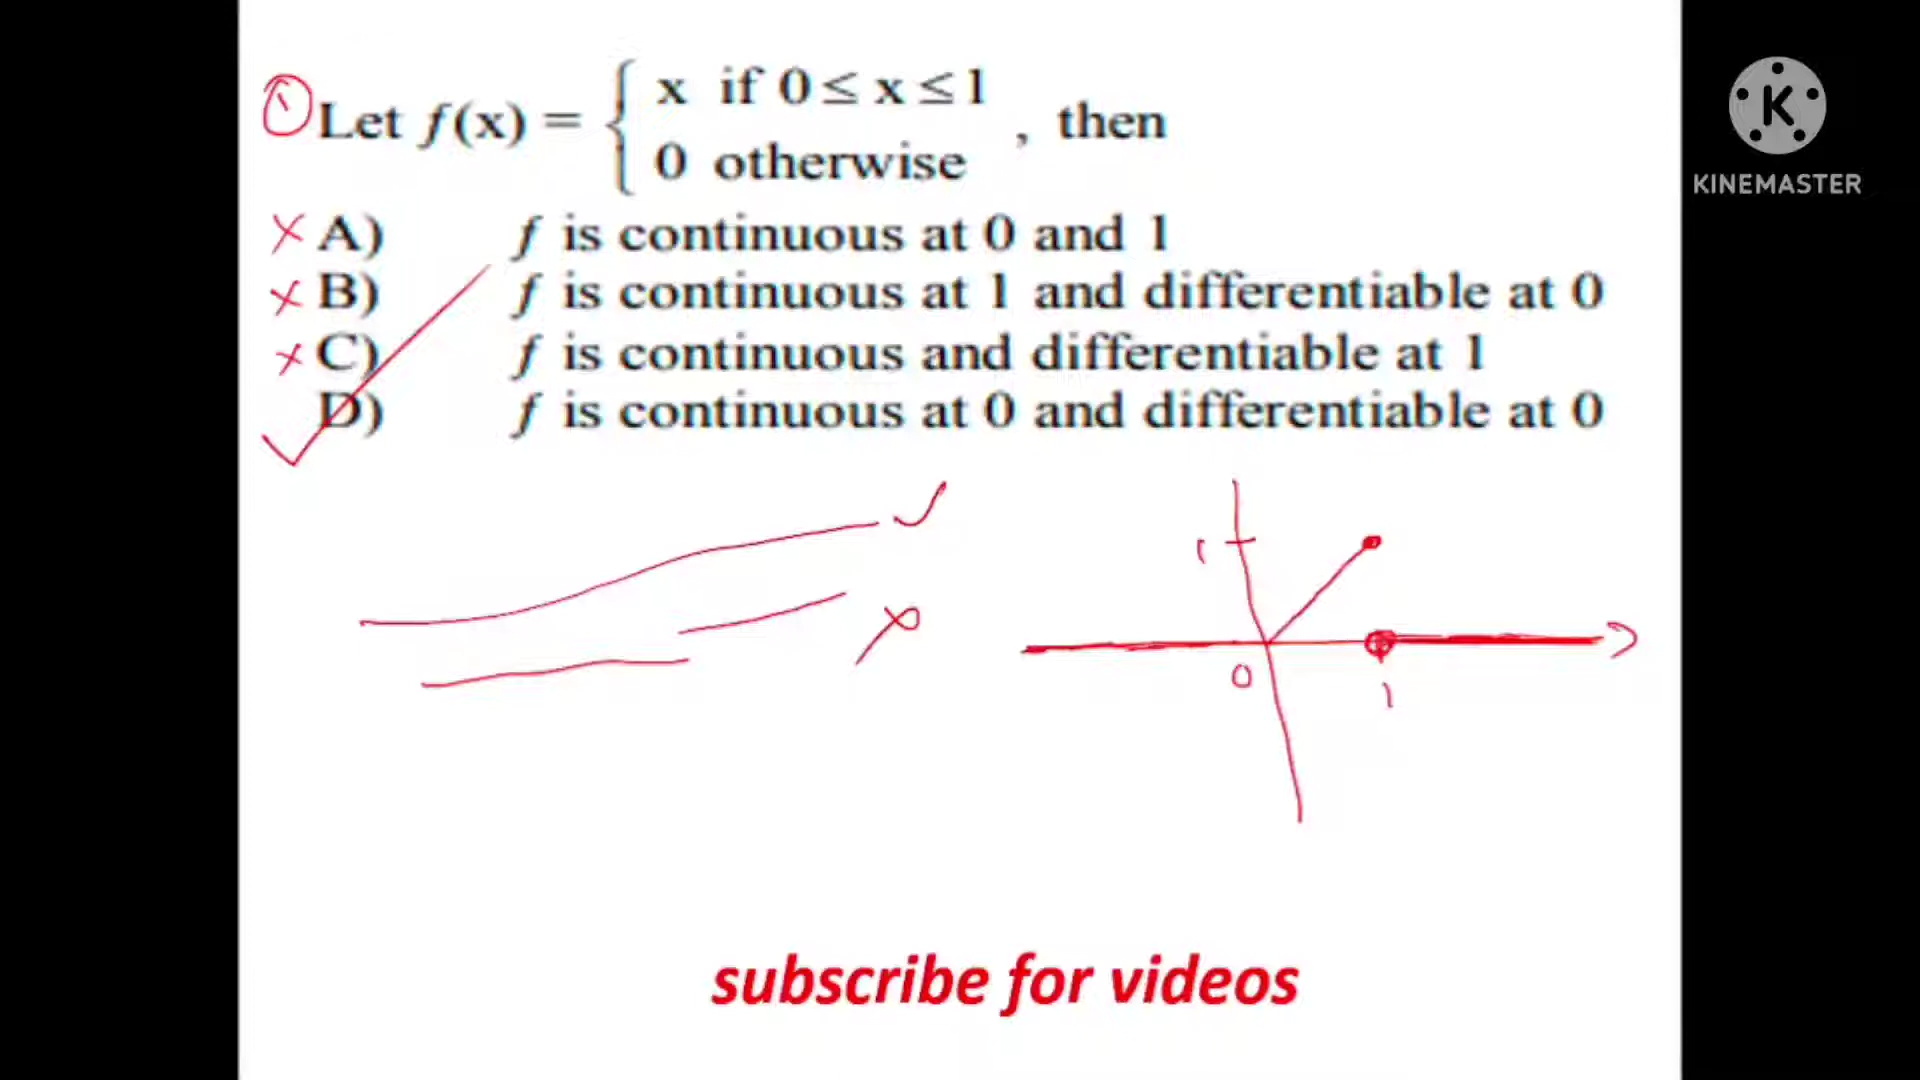 ① Let f(x) = { x if 0 ≤ x ≤ 1
0 otherwise , then
× A) f is continuous at 0 and 1
× B) f is continuous at 1 and differentiable at 0
× C) f is continuous and differentiable at 1
✓ D) f is continuous at 0 and differentiable at 0
✓
×
1
0
1
subscribe for videos
K
KINEMASTER